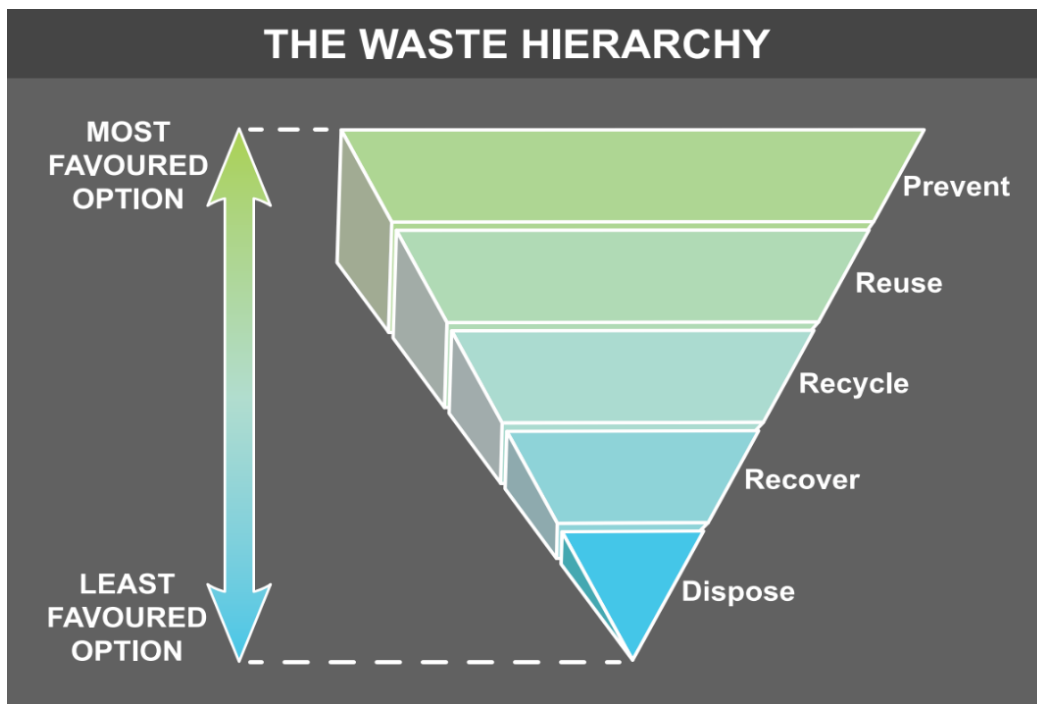 THE WASTE HIERARCHY
MOST
FAVOURED
OPTION
Prevent
Reuse
Recycle
Recover
Dispose
LEAST
FAVOURED
OPTION